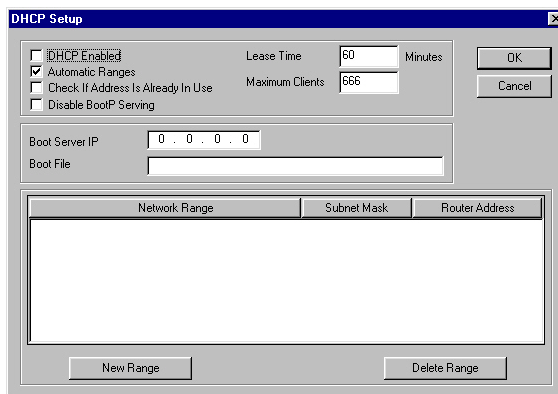 DHCP Setup
DHCP Enabled
Automatic Ranges
Check If Address Is Already In Use
Disable BootP Serving
Lease Time 60 Minutes
Maximum Clients 666
OK
Cancel
Boot Server IP 0 . 0 . 0 . 0
Boot File
Network Range Subnet Mask Router Address
New Range Delete Range